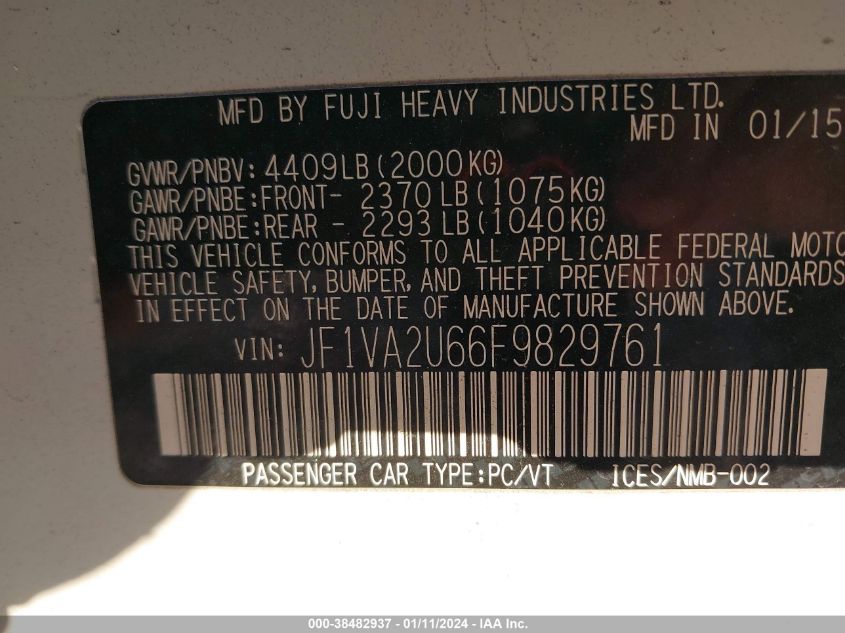 MFD BY FUJI HEAVY INDUSTRIES LTD.
MFD IN 01/15
GVWR/PNBV: 4409LB(2000KG)
GAWR/PNBE:FRONT- 2370LB(1075KG)
GAWR/PNBE:REAR - 2293LB(1040KG)
THIS VEHICLE CONFORMS TO ALL APPLICABLE FEDERAL MOTO
VEHICLE SAFETY, BUMPER, AND THEFT PREVENTION STANDARDS
IN EFFECT ON THE DATE OF MANUFACTURE SHOWN ABOVE.
VIN: JF1VA2U66F9829761
PASSENGER CAR TYPE:PC/VT ICES/NMB-002
000-38482937 - 01/11/2024 - IAA Inc.